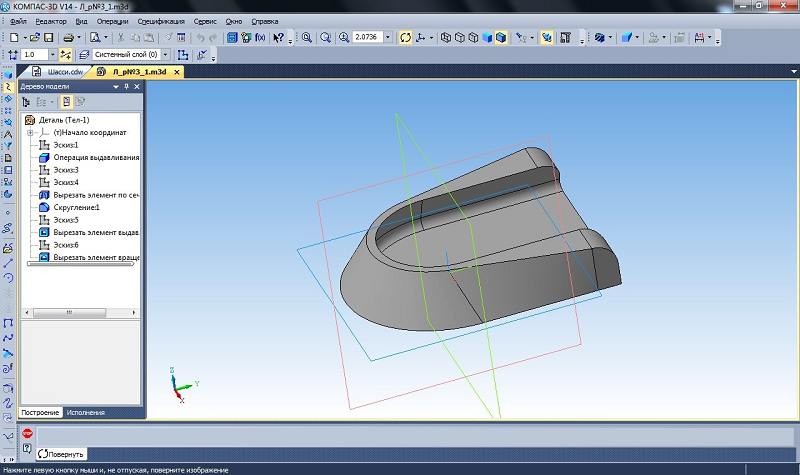 КОМПАС-3D V14 - Л_р№3_1.m3d
Файл Редактор Вид Операции Спецификация Сервис Окно Справка
2.0736
1.0 Системный слой (0)
Шасси.cdw Л_р№3_1.m3d
Дерево модели
Деталь (Тел-1)
(т)Начало координат
Эскиз:1
Операция выдавливания
Эскиз:3
Эскиз:4
Вырезать элемент по сеч
Скругление:1
Эскиз:5
Вырезать элемент выдав
Эскиз:6
Вырезать элемент враще
Z
Y
X
Построение Исполнения
STOP
Повернуть
Нажмите левую кнопку мыши и, не отпуская, поверните изображение